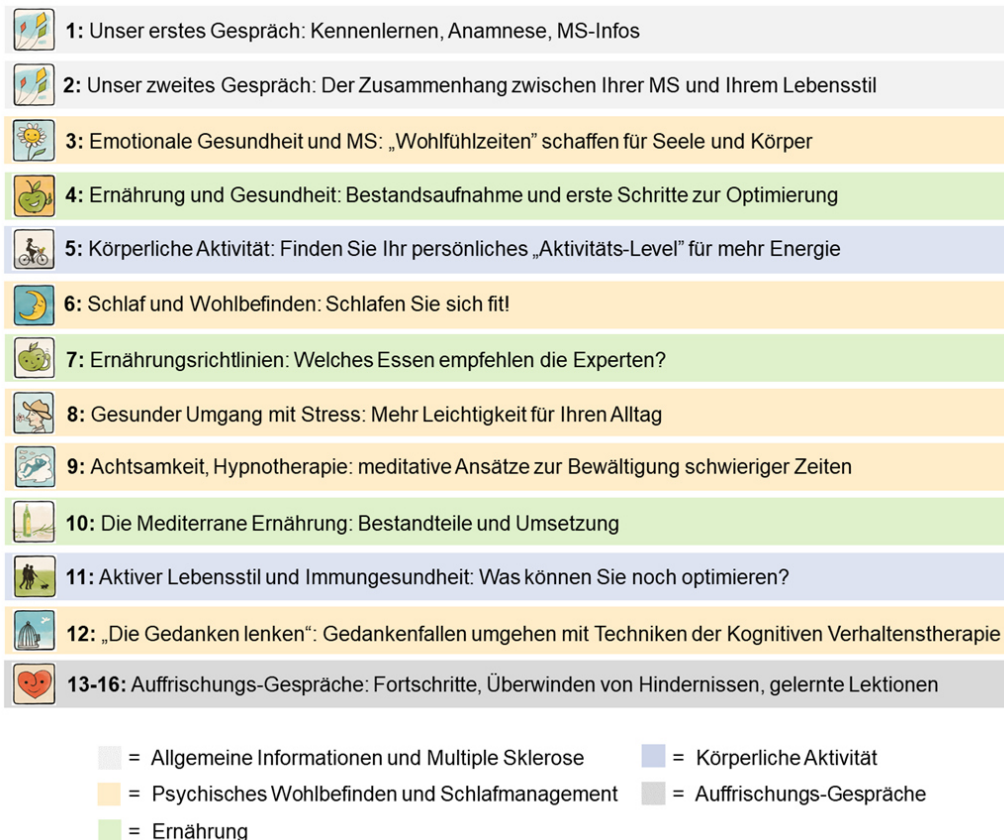 1: Unser erstes Gespräch: Kennenlernen, Anamnese, MS-Infos
2: Unser zweites Gespräch: Der Zusammenhang zwischen Ihrer MS und Ihrem Lebensstil
3: Emotionale Gesundheit und MS: „Wohlfühlzeiten” schaffen für Seele und Körper
4: Ernährung und Gesundheit: Bestandsaufnahme und erste Schritte zur Optimierung
5: Körperliche Aktivität: Finden Sie Ihr persönliches „Aktivitäts-Level” für mehr Energie
6: Schlaf und Wohlbefinden: Schlafen Sie sich fit!
7: Ernährungsrichtlinien: Welches Essen empfehlen die Experten?
8: Gesunder Umgang mit Stress: Mehr Leichtigkeit für Ihren Alltag
9: Achtsamkeit, Hypnotherapie: meditative Ansätze zur Bewältigung schwieriger Zeiten
10: Die Mediterrane Ernährung: Bestandteile und Umsetzung
11: Aktiver Lebensstil und Immungesundheit: Was können Sie noch optimieren?
12: „Die Gedanken lenken“: Gedankenfallen umgehen mit Techniken der Kognitiven Verhaltenstherapie
13-16: Auffrischungs-Gespräche: Fortschritte, Überwinden von Hindernissen, gelernte Lektionen
= Allgemeine Informationen und Multiple Sklerose
= Psychisches Wohlbefinden und Schlafmanagement
= Ernährung
= Körperliche Aktivität
= Auffrischungs-Gespräche